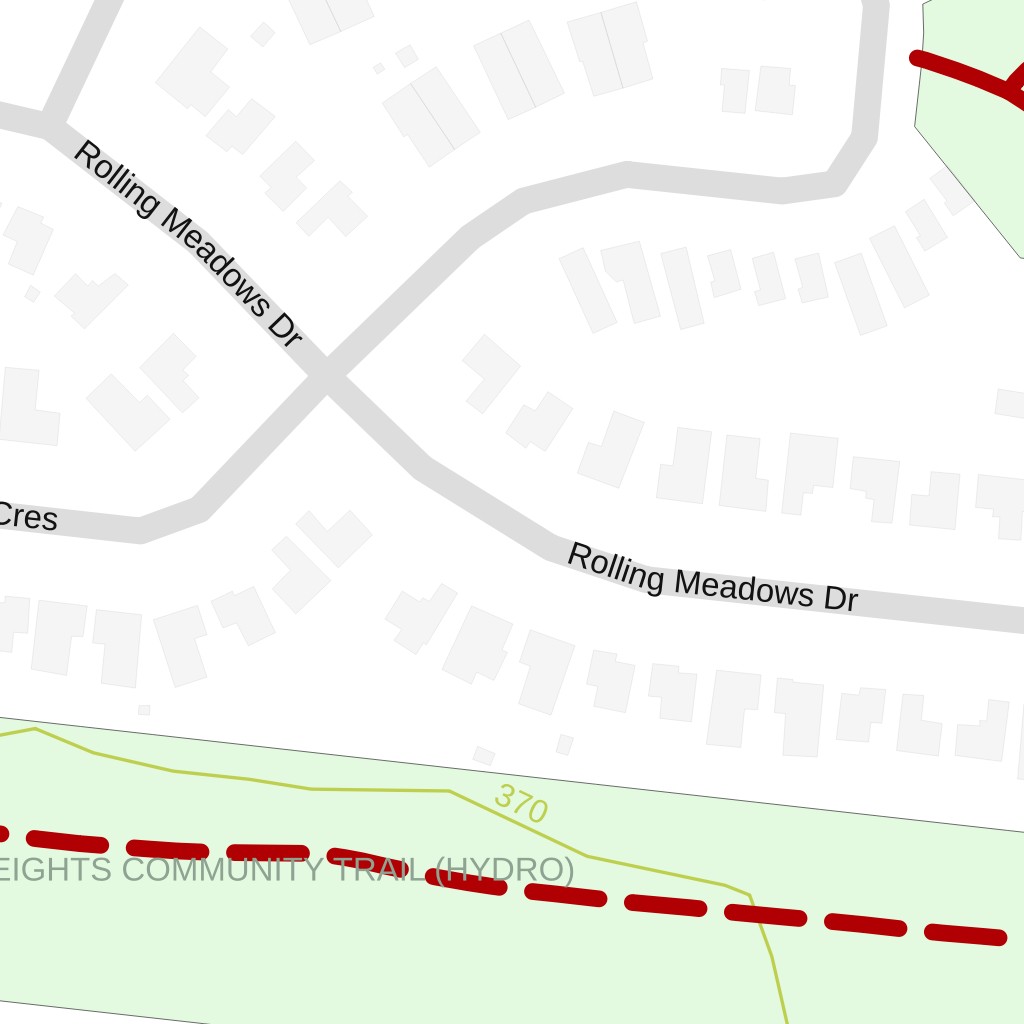 Rolling Meadows Dr
Cres
Rolling Meadows Dr
370
EIGHTS COMMUNITY TRAIL (HYDRO)